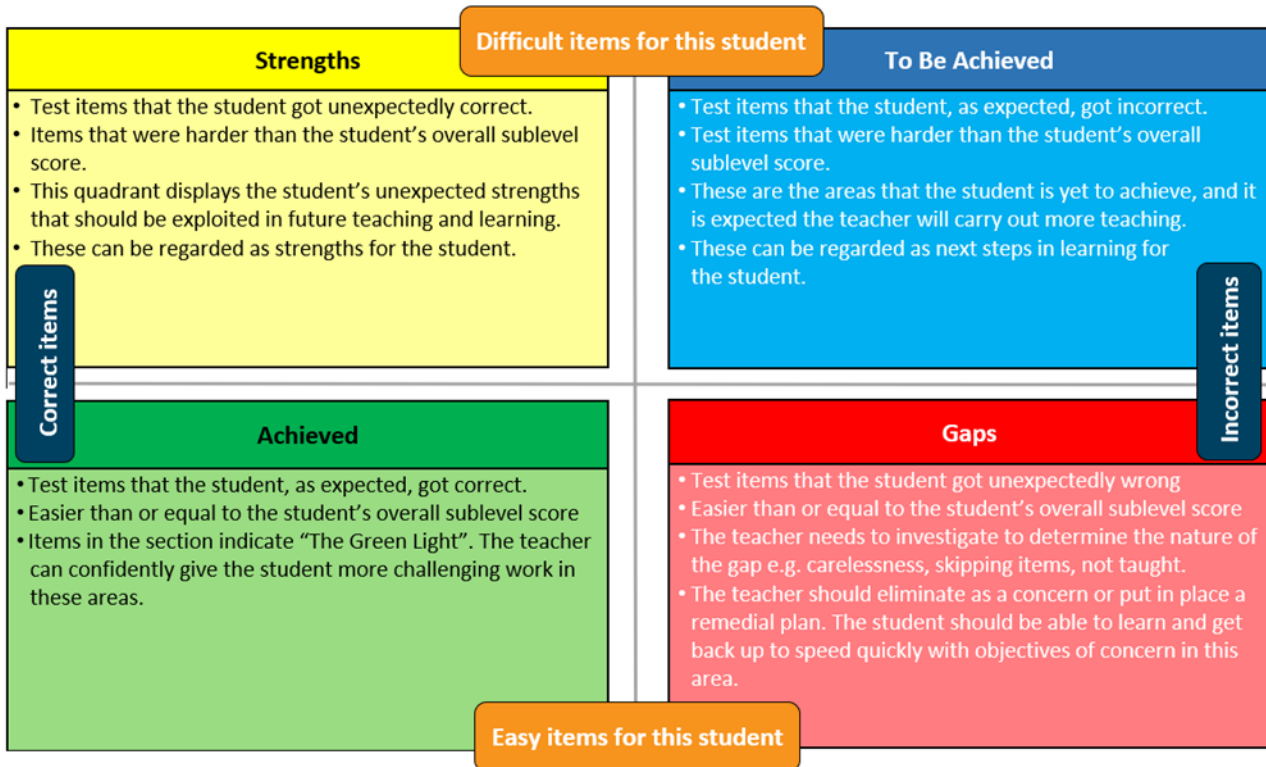 Difficult items for this student
Strengths
• Test items that the student got unexpectedly correct.
• Items that were harder than the student’s overall sublevel
score.
• This quadrant displays the student’s unexpected strengths
that should be exploited in future teaching and learning.
• These can be regarded as strengths for the student.
To Be Achieved
• Test items that the student, as expected, got incorrect.
• Test items that were harder than the student’s overall
sublevel score.
• These are the areas that the student is yet to achieve, and it
is expected the teacher will carry out more teaching.
• These can be regarded as next steps in learning for
the student.
Correct items
Incorrect items
Achieved
• Test items that the student, as expected, got correct.
• Easier than or equal to the student’s overall sublevel score
• Items in the section indicate “The Green Light”. The teacher
can confidently give the student more challenging work in
these areas.
Gaps
• Test items that the student got unexpectedly wrong
• Easier than or equal to the student’s overall sublevel score
• The teacher needs to investigate to determine the nature of
the gap e.g. carelessness, skipping items, not taught.
• The teacher should eliminate as a concern or put in place a
remedial plan. The student should be able to learn and get
back up to speed quickly with objectives of concern in this
area.
Easy items for this student